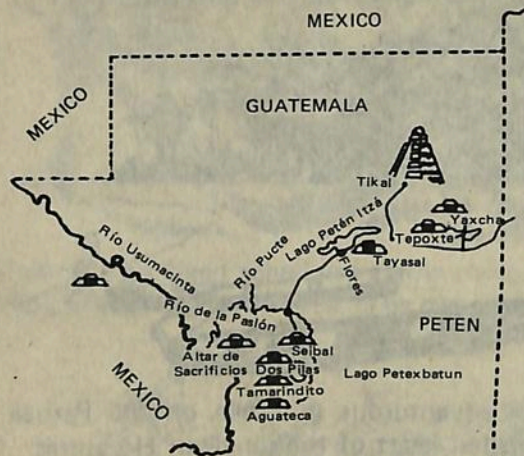 MEXICO
MEXICO
GUATEMALA
Tikal
Yaxcha
Lago Petén Itzá
Tepoxte
Tayasal
Flores
Río Usumacinta
Río Pucte
Río de la Pasión
PETEN
Seibal
Altar de
Sacrificios
Dos Pilas
Lago Petexbatun
Tamarindito
MEXICO
Aguateca